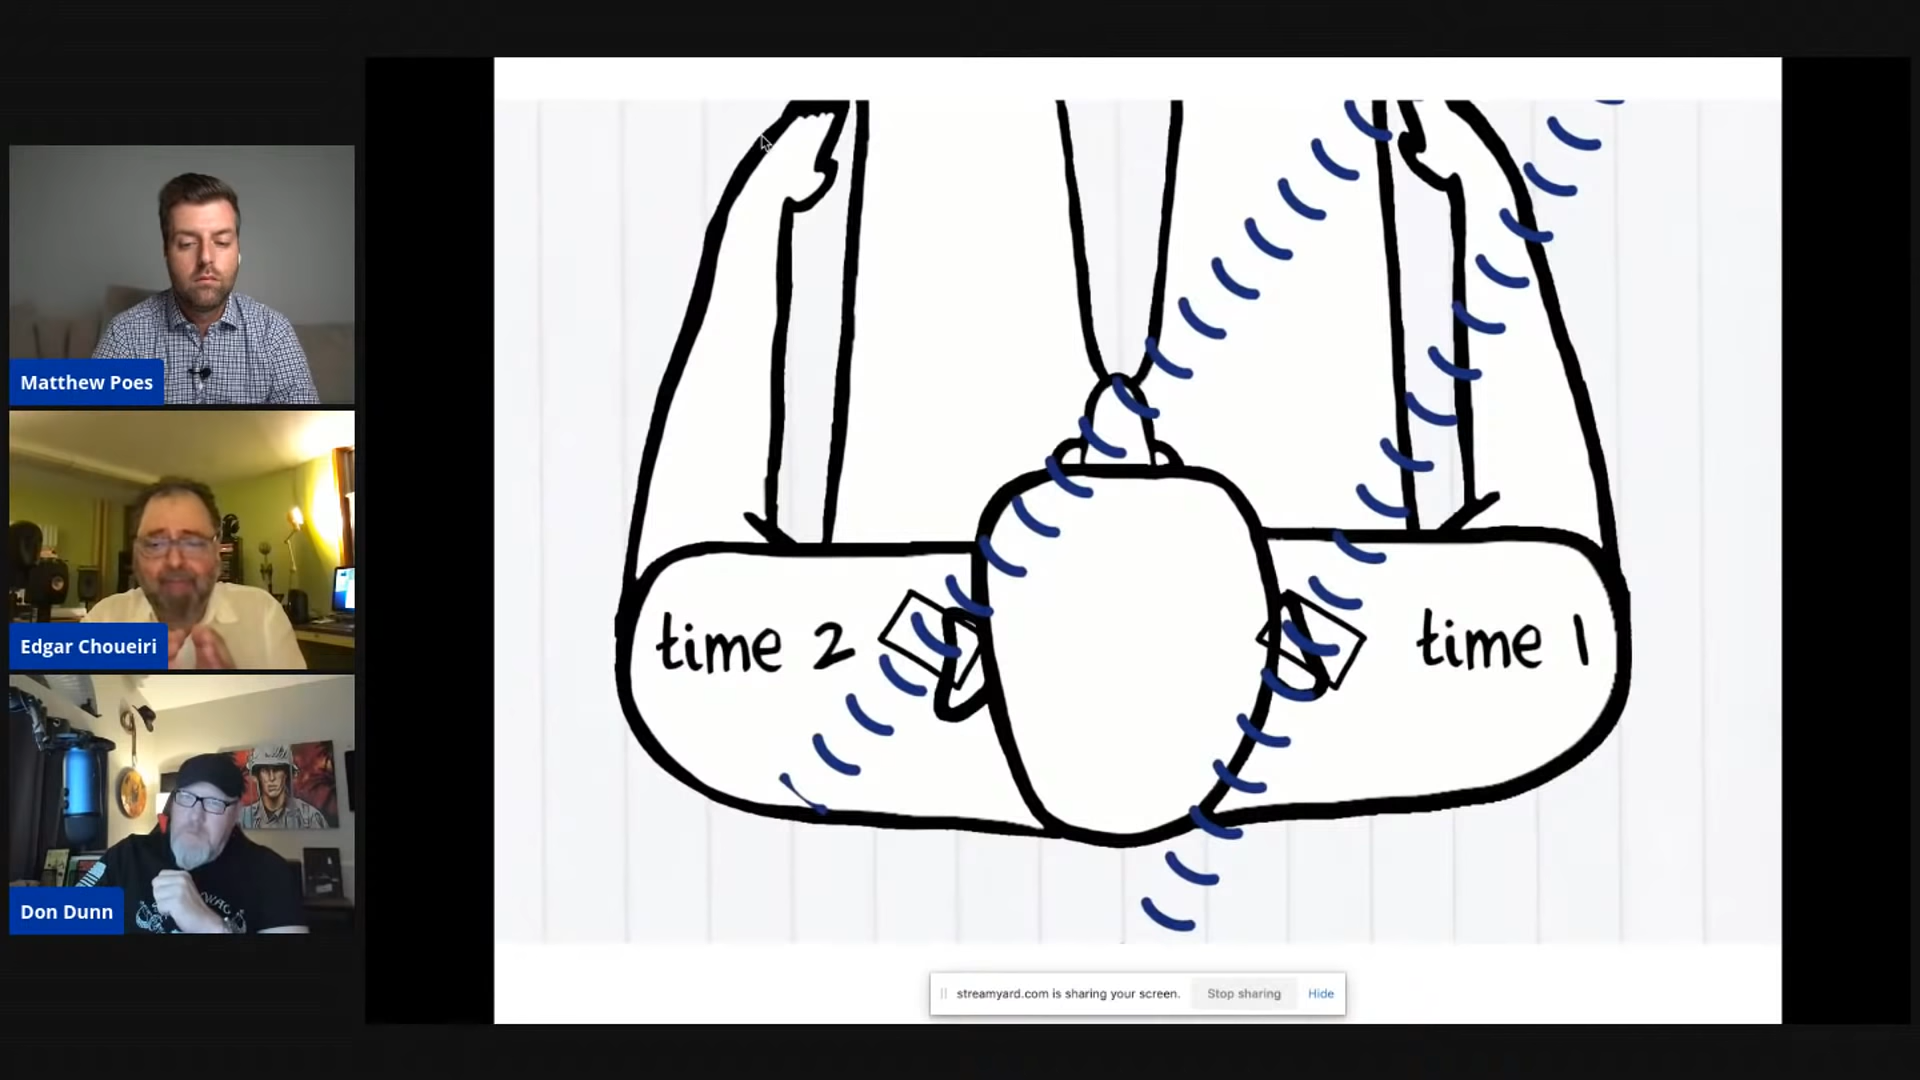 Matthew Poes
Edgar Choueiri
Don Dunn
time 2
time 1
streamyard.com is sharing your screen.
Stop sharing
Hide